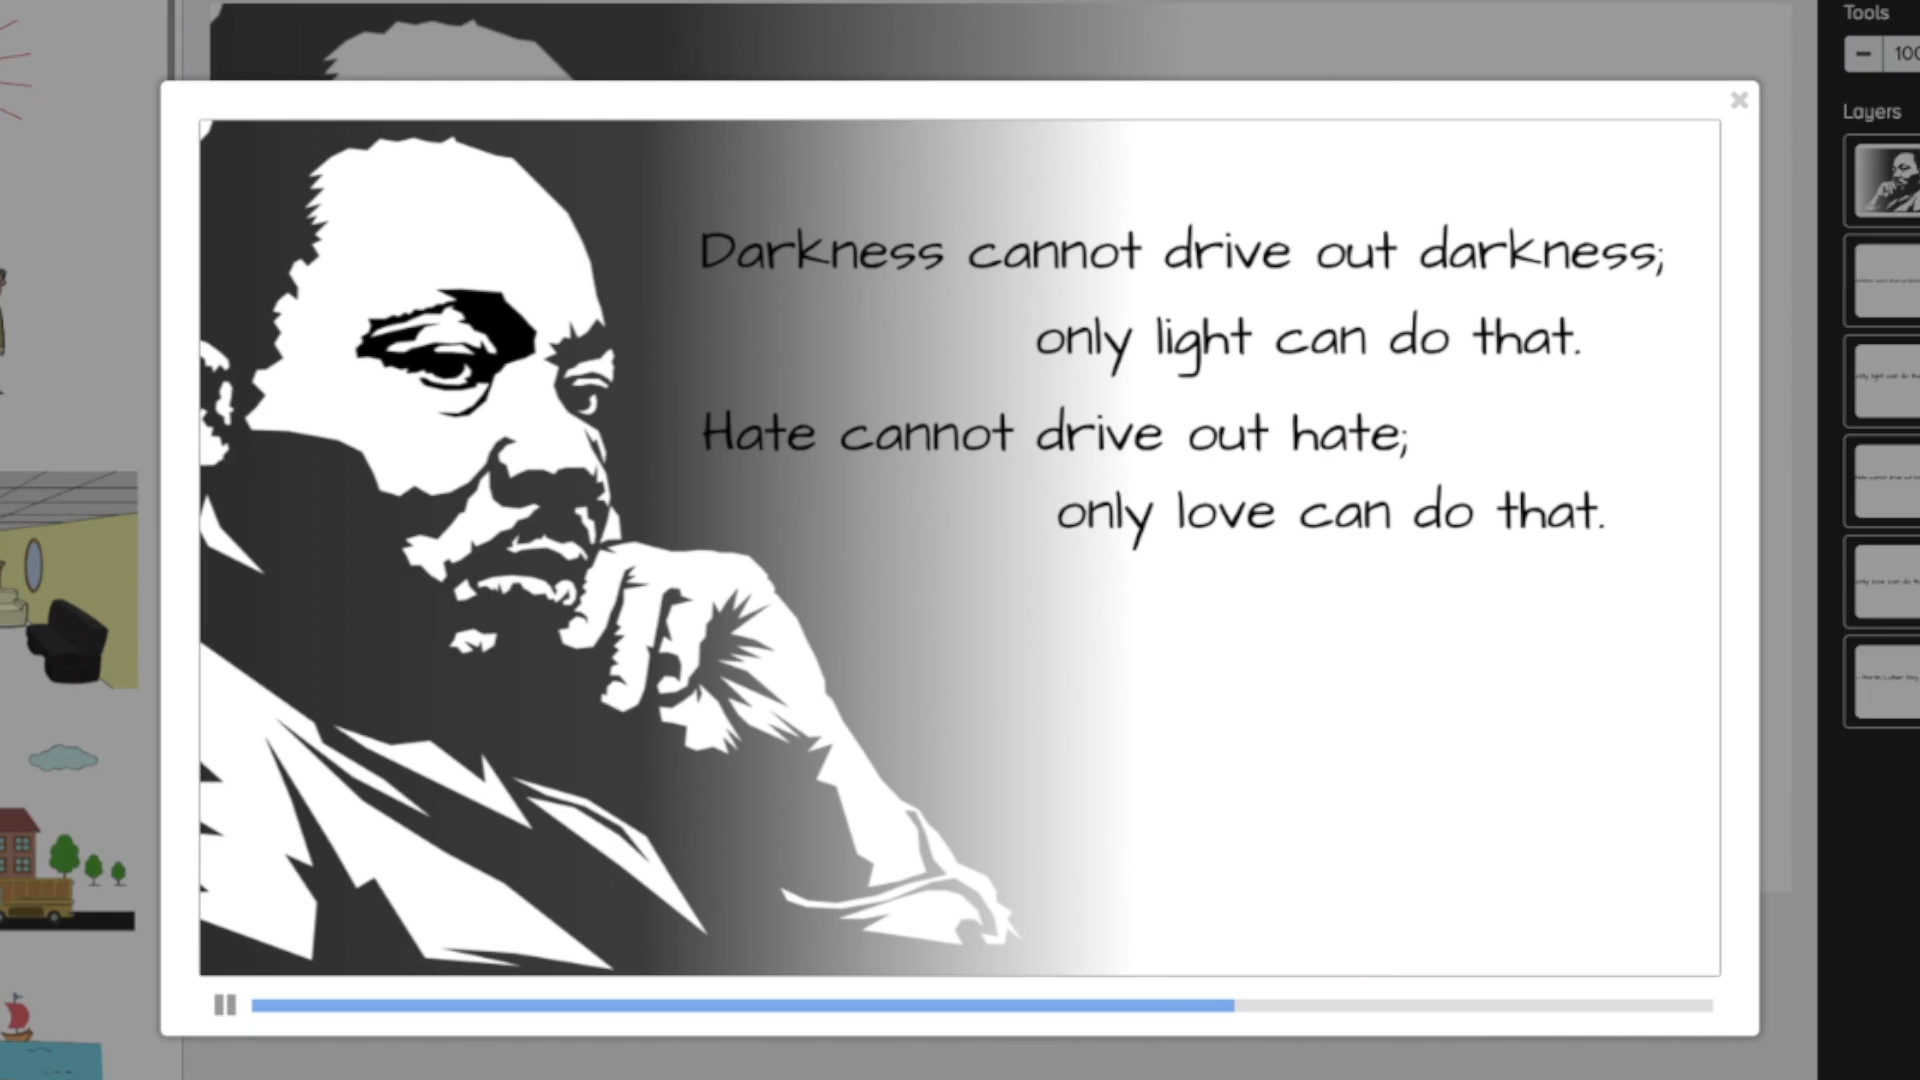 Tools
100
Layers
Darkness cannot drive out darkness;
only light can do that.
Hate cannot drive out hate;
only love can do that.